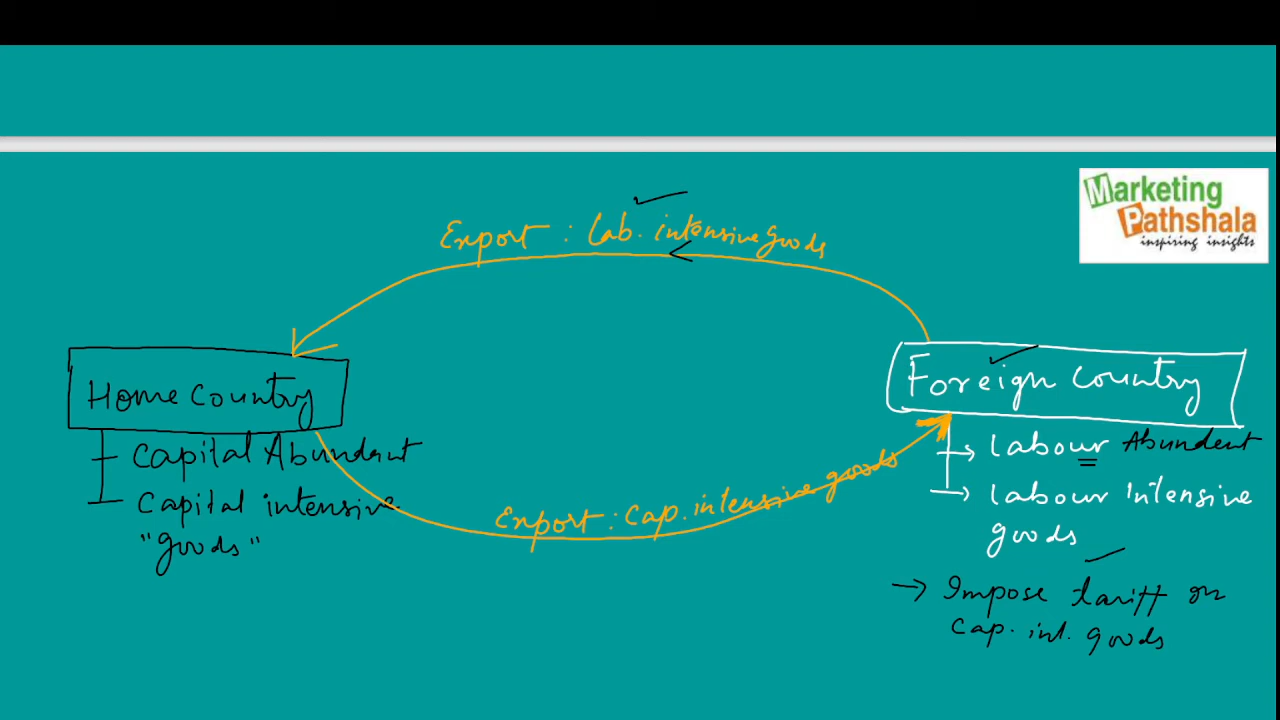 Marketing
Pathshala
inspiring insights
Export : Lab. intensive goods
Home Country
Capital Abundant
Capital intensive
"goods"
Export : Cap. intensive goods
Foreign Country
Labour Abundent
Labour Intensive
goods
Impose tariff on
Cap. int. goods